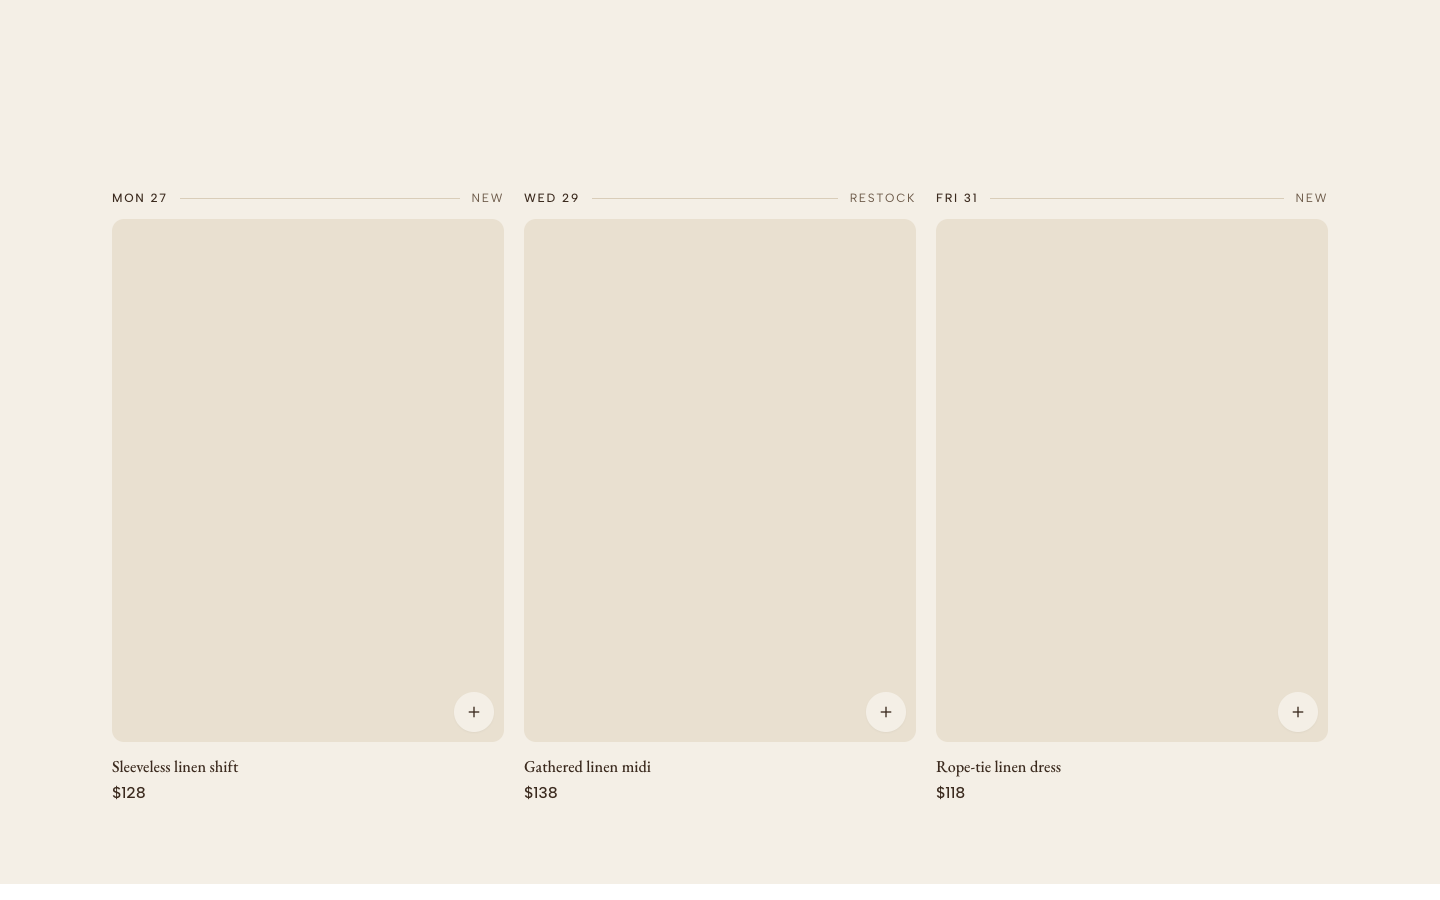 MON 27 NEW
WED 29 RESTOCK
FRI 31 NEW
Sleeveless linen shift
$128
Gathered linen midi
$138
Rope-tie linen dress
$118